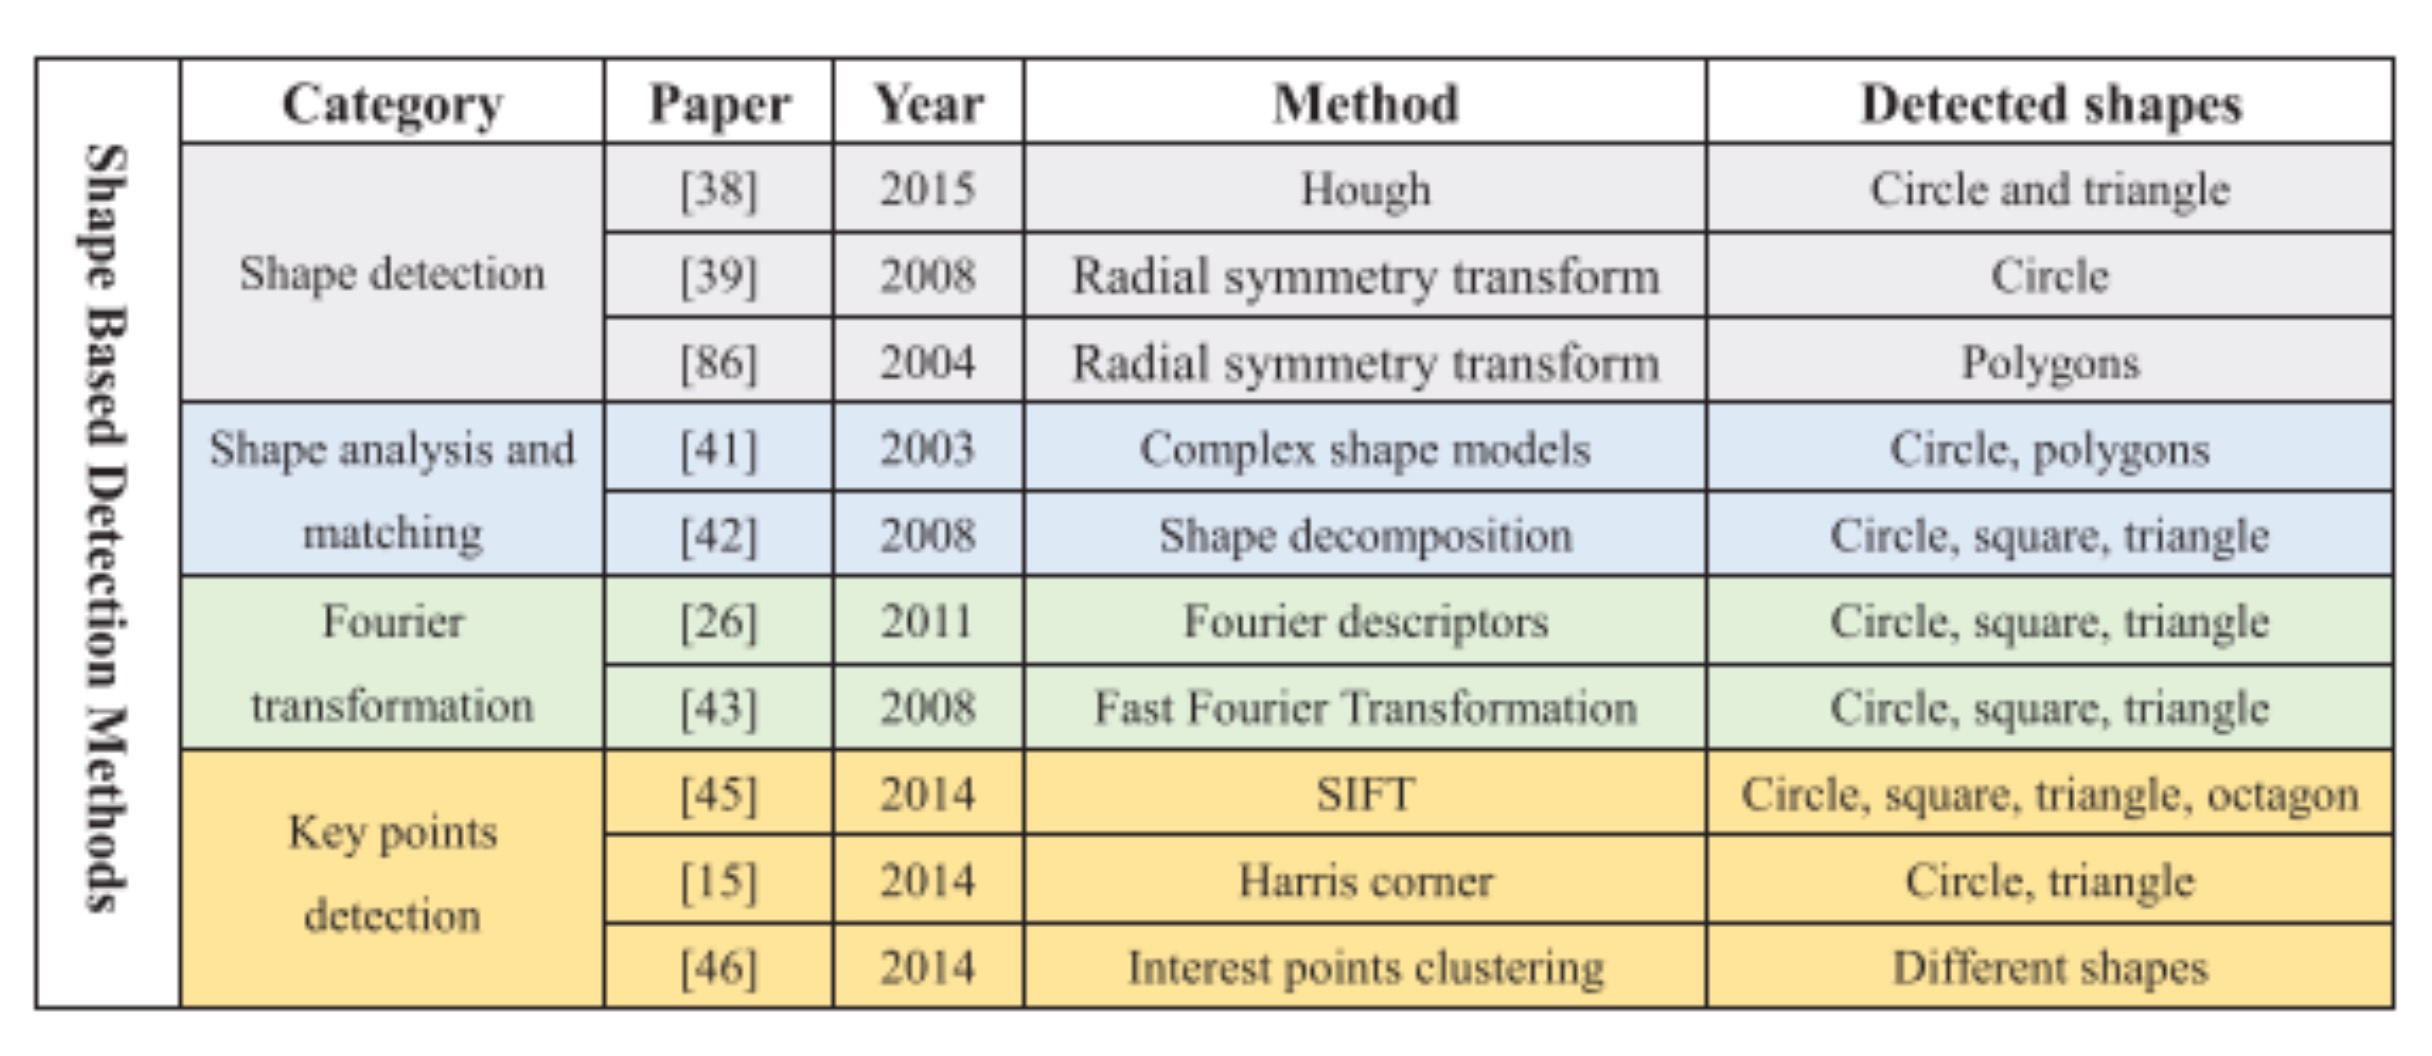 Shape Based Detection Methods
Category Paper Year Method Detected shapes
Shape detection
[38] 2015 Hough Circle and triangle
[39] 2008 Radial symmetry transform Circle
[86] 2004 Radial symmetry transform Polygons
Shape analysis and
matching
[41] 2003 Complex shape models Circle, polygons
[42] 2008 Shape decomposition Circle, square, triangle
Fourier
transformation
[26] 2011 Fourier descriptors Circle, square, triangle
[43] 2008 Fast Fourier Transformation Circle, square, triangle
Key points
detection
[45] 2014 SIFT Circle, square, triangle, octagon
[15] 2014 Harris corner Circle, triangle
[46] 2014 Interest points clustering Different shapes